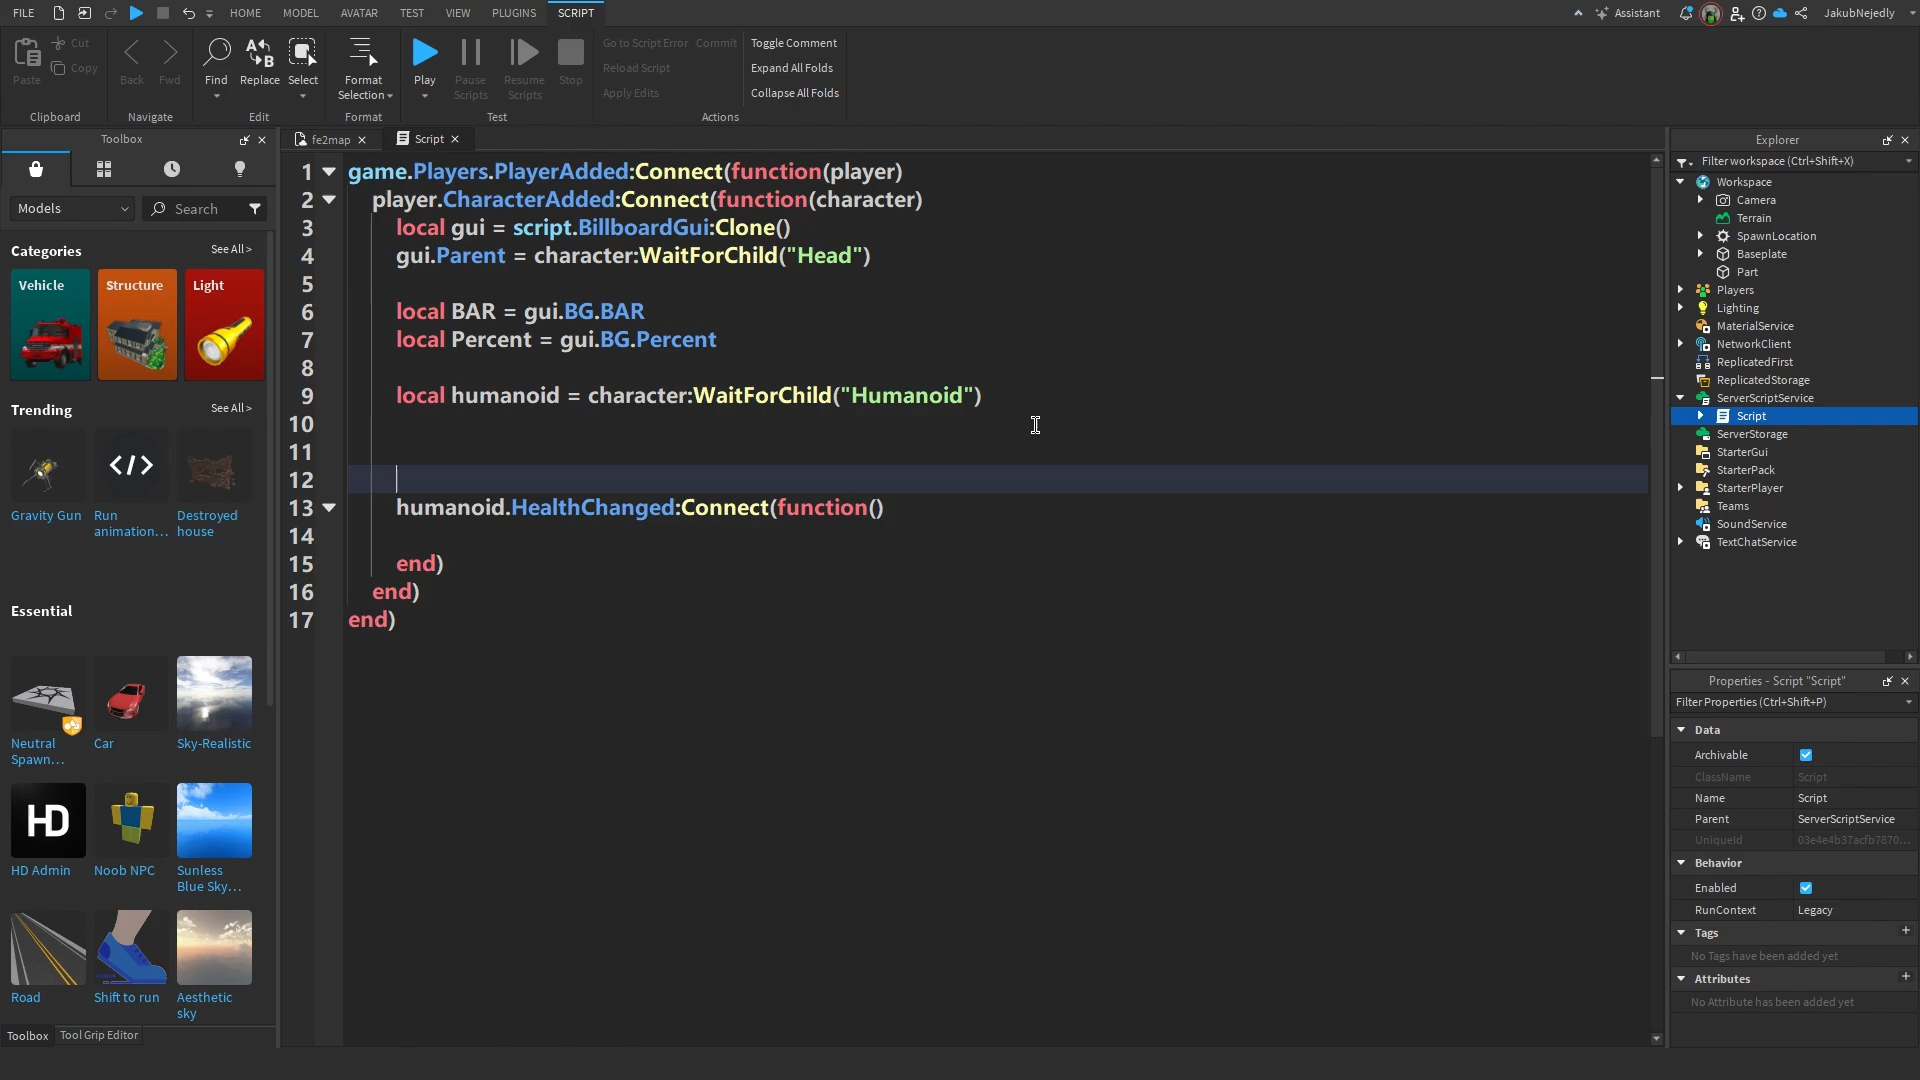 FILE HOME MODEL AVATAR TEST VIEW PLUGINS SCRIPT Assistant JakubNejedly
Paste Cut Copy
Clipboard
Back Fwd
Navigate
Find Replace Select
Edit
Format Selection
Format
Play Pause Scripts Resume Scripts Stop
Test
Go to Script Error Commit Toggle Comment
Reload Script Expand All Folds
Apply Edits Collapse All Folds
Actions
Toolbox
Models Search
Categories See All >
Vehicle Structure Light
Trending See All >
Gravity Gun
Run animation...
Destroyed house
Essential
Neutral Spawn...
Car
Sky-Realistic
HD
HD Admin
Noob NPC
Sunless Blue Sky...
Road
Shift to run
Aesthetic sky
Toolbox Tool Grip Editor
fe2map Script
1 game.Players.PlayerAdded:Connect(function(player)
2 player.CharacterAdded:Connect(function(character)
3 local gui = script.BillboardGui:Clone()
4 gui.Parent = character:WaitForChild("Head")
5
6 local BAR = gui.BG.BAR
7 local Percent = gui.BG.Percent
8
9 local humanoid = character:WaitForChild("Humanoid")
10
11
12
13 humanoid.HealthChanged:Connect(function()
14
15 end)
16 end)
17 end)
Explorer
Filter workspace (Ctrl+Shift+X)
Workspace
Camera
Terrain
SpawnLocation
Baseplate
Part
Players
Lighting
MaterialService
NetworkClient
ReplicatedFirst
ReplicatedStorage
ServerScriptService
Script
ServerStorage
StarterGui
StarterPack
StarterPlayer
Teams
SoundService
TextChatService
Properties - Script "Script"
Filter Properties (Ctrl+Shift+P)
Data
Archivable
ClassName Script
Name Script
Parent ServerScriptService
UniqueId 03e4e4b37acfb7870...
Behavior
Enabled
RunContext Legacy
Tags +
No Tags have been added yet
Attributes +
No Attribute has been added yet